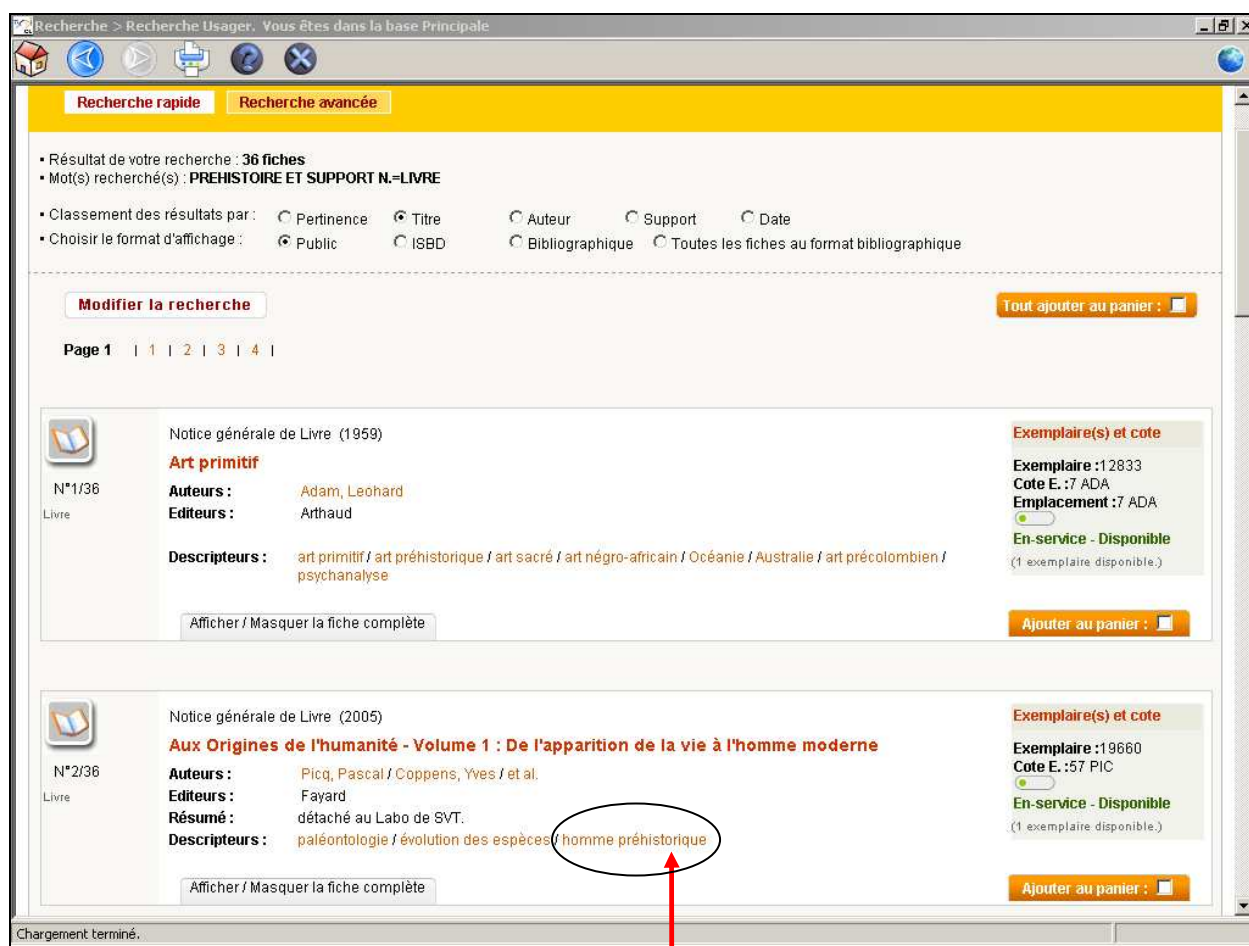 Recherche > Recherche Usager. Vous êtes dans la base Principale
Recherche rapide Recherche avancée
▪ Résultat de votre recherche : 36 fiches
▪ Mot(s) recherché(s) : PREHISTOIRE ET SUPPORT N.=LIVRE
▪ Classement des résultats par : Pertinence Titre Auteur Support Date
▪ Choisir le format d'affichage : Public ISBD Bibliographique Toutes les fiches au format bibliographique
Modifier la recherche Tout ajouter au panier :
Page 1 | 1 | 2 | 3 | 4 |
N°1/36
Livre
Notice générale de Livre (1959)
Art primitif
Auteurs : Adam, Leohard
Editeurs : Arthaud
Descripteurs : art primitif / art préhistorique / art sacré / art négro-africain / Océanie / Australie / art précolombien /
psychanalyse
Afficher / Masquer la fiche complète
Exemplaire(s) et cote
Exemplaire :12833
Cote E. :7 ADA
Emplacement :7 ADA
En-service - Disponible
(1 exemplaire disponible.)
Ajouter au panier :
N°2/36
Livre
Notice générale de Livre (2005)
Aux Origines de l'humanité - Volume 1 : De l'apparition de la vie à l'homme moderne
Auteurs : Picq, Pascal / Coppens, Yves / et al.
Editeurs : Fayard
Résumé : détaché au Labo de SVT.
Descripteurs : paléontologie / évolution des espèces / homme préhistorique
Afficher / Masquer la fiche complète
Exemplaire(s) et cote
Exemplaire :19660
Cote E. :57 PIC
En-service - Disponible
(1 exemplaire disponible.)
Ajouter au panier :
Chargement terminé.